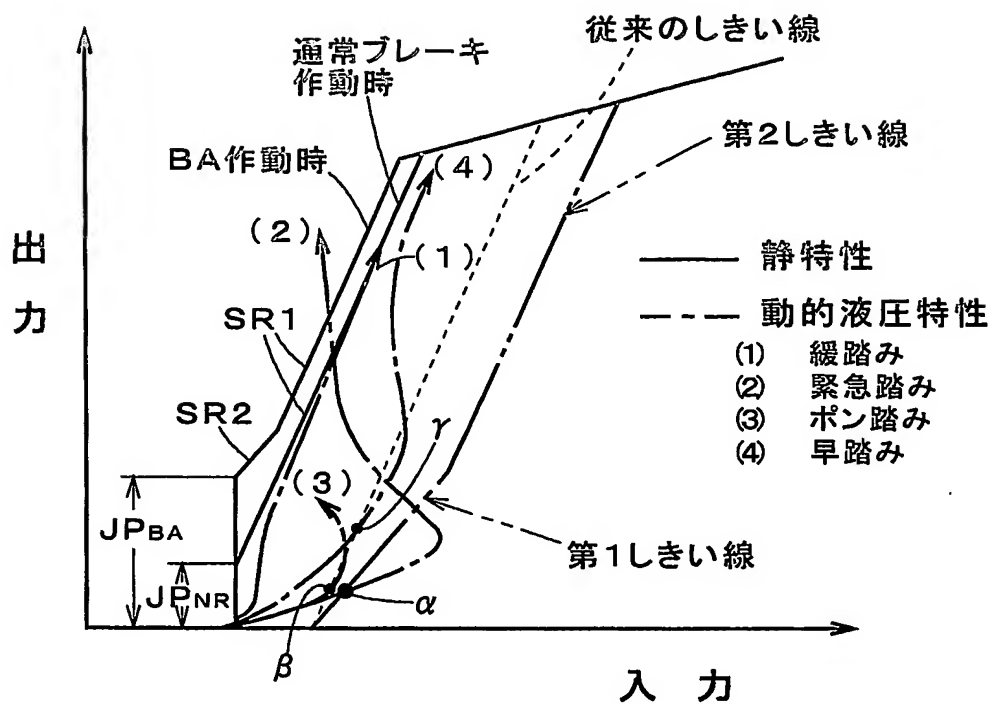 従来のしきい線
通常ブレーキ
作動時
第2しきい線
BA作動時
(4)
(2)
(1)
出力
静特性
動的液圧特性
(1) 緩踏み
(2) 緊急踏み
(3) ポン踏み
(4) 早踏み
SR1
SR2
γ
(3)
JPBA
第1しきい線
JPNR
α
β
入力